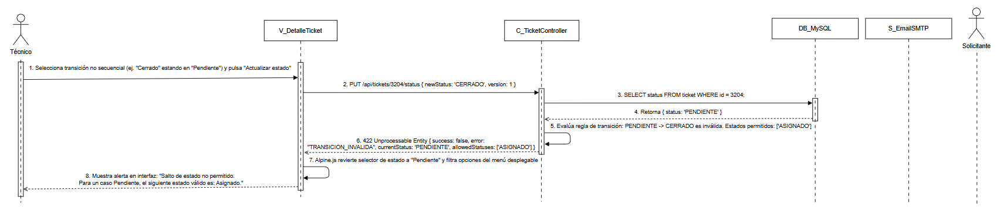 Técnico
V_DetalleTicket
C_TicketController
DB_MySQL
S_EmailSMTP
Solicitante
1. Selecciona transición no secuencial (ej. "Cerrado" estando en "Pendiente") y pulsa "Actualizar estado"
2. PUT /api/tickets/3204/status { newStatus: 'CERRADO', version: 1 }
3. SELECT status FROM ticket WHERE id = 3204;
4. Retorna { status: 'PENDIENTE' }
5. Evalúa regla de transición: PENDIENTE -> CERRADO es inválida. Estados permitidos: ['ASIGNADO']
6. 422 Unprocessable Entity { success: false, error:
"TRANSICION_INVALIDA", currentStatus: 'PENDIENTE', allowedStatuses: ['ASIGNADO'] }
7. Alpine.js revierte selector de estado a "Pendiente" y filtra opciones del menú desplegable
8. Muestra alerta en interfaz: "Salto de estado no permitido.
Para un caso Pendiente, el siguiente estado válido es: Asignado."